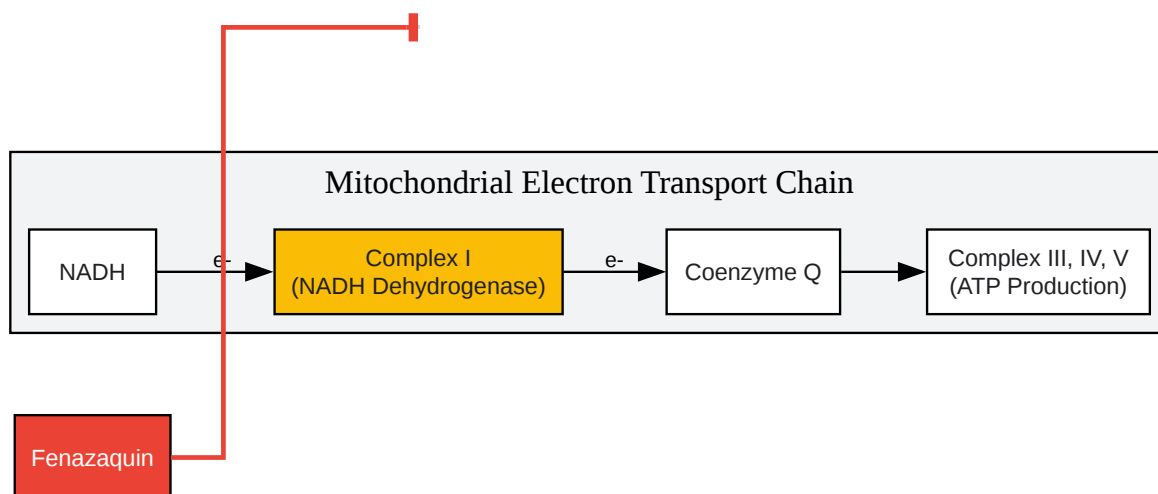 Mitochondrial Electron Transport Chain
NADH
e-
Complex I
(NADH Dehydrogenase)
e-
Coenzyme Q
Complex III, IV, V
(ATP Production)
Fenazaquin